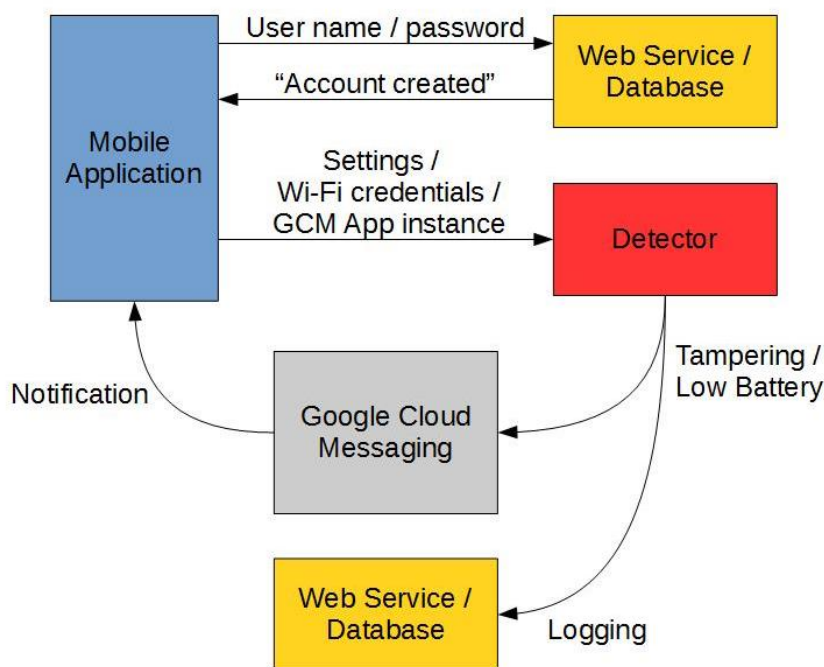 User name / password
Web Service /
Database
“Account created”
Mobile
Application
Settings /
Wi-Fi credentials /
GCM App instance
Detector
Tampering /
Low Battery
Notification
Google Cloud
Messaging
Web Service /
Database
Logging